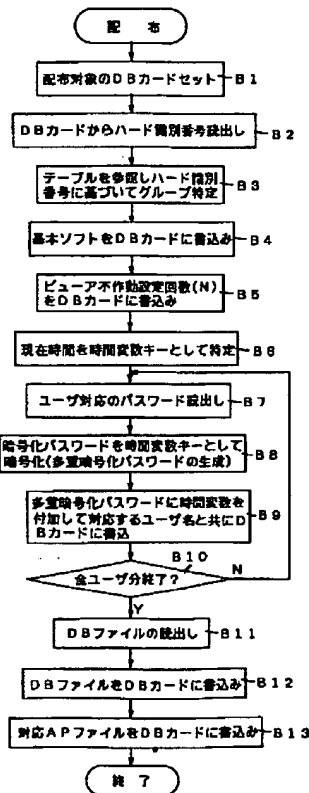 配 布
配布対象のDBカードセット
B1
DBカードからハード識別番号読出し
B2
テーブルを参照しハード識別
番号に基づいてグループ特定
B3
基本ソフトをDBカードに書込み
B4
ビューア不作動設定回数(N)
をDBカードに書込み
B5
現在時間を時間変数キーとして特定
B6
ユーザ対応のパスワード読出し
B7
暗号化パスワードを時間変数キーとして
暗号化(多重暗号化パスワードの生成)
B8
多重暗号化パスワードに時間変数を
付加して対応するユーザ名と共にD
Bカードに書込
B9
B10
全ユーザ分終了?
N
Y
DBファイルの読出し
B11
DBファイルをDBカードに書込み
B12
対応APファイルをDBカードに書込み
B13
終 了